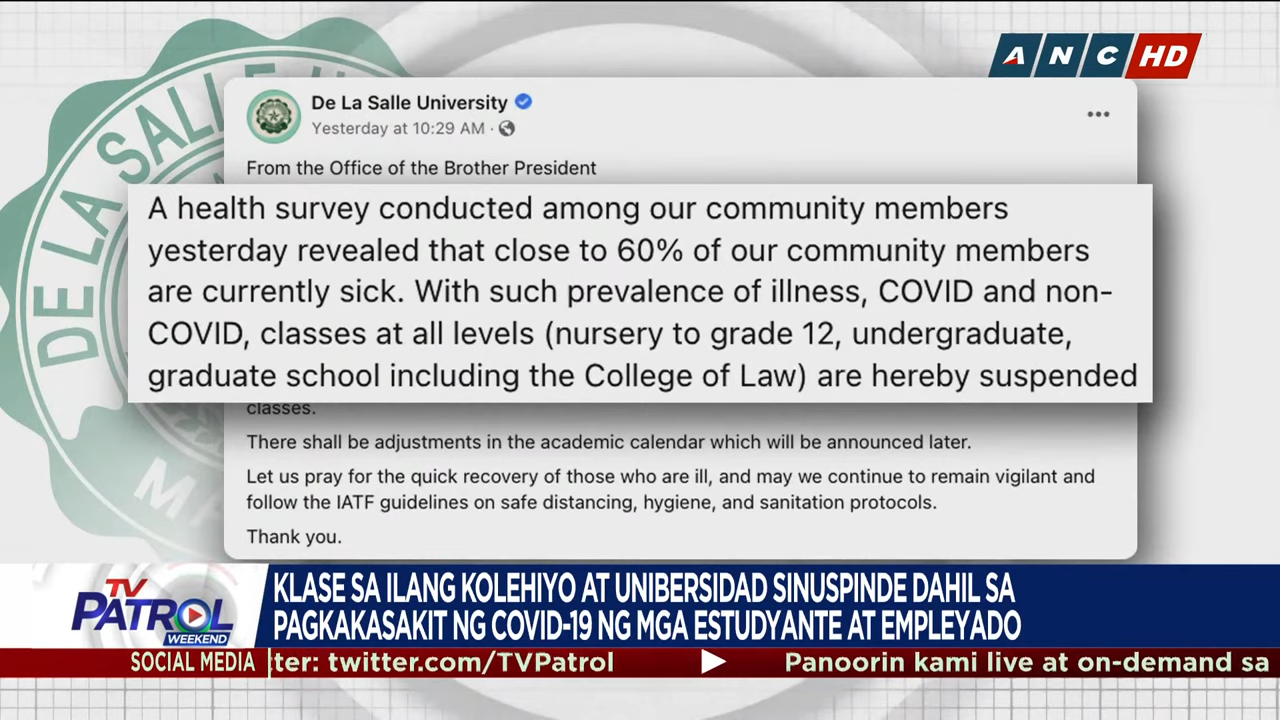 ANC HD
DE LA SALLE
De La Salle University
Yesterday at 10:29 AM ·
From the Office of the Brother President
A health survey conducted among our community members
yesterday revealed that close to 60% of our community members
are currently sick. With such prevalence of illness, COVID and non-
COVID, classes at all levels (nursery to grade 12, undergraduate,
graduate school including the College of Law) are hereby suspended
classes.
There shall be adjustments in the academic calendar which will be announced later.
Let us pray for the quick recovery of those who are ill, and may we continue to remain vigilant and
follow the IATF guidelines on safe distancing, hygiene, and sanitation protocols.
Thank you.
TV
PATROL
WEEKEND
KLASE SA ILANG KOLEHIYO AT UNIBERSIDAD SINUSPINDE DAHIL SA
PAGKAKASAKIT NG COVID-19 NG MGA ESTUDYANTE AT EMPLEYADO
SOCIAL MEDIA ter: twitter.com/TVPatrol Panoorin kami live at on-demand sa